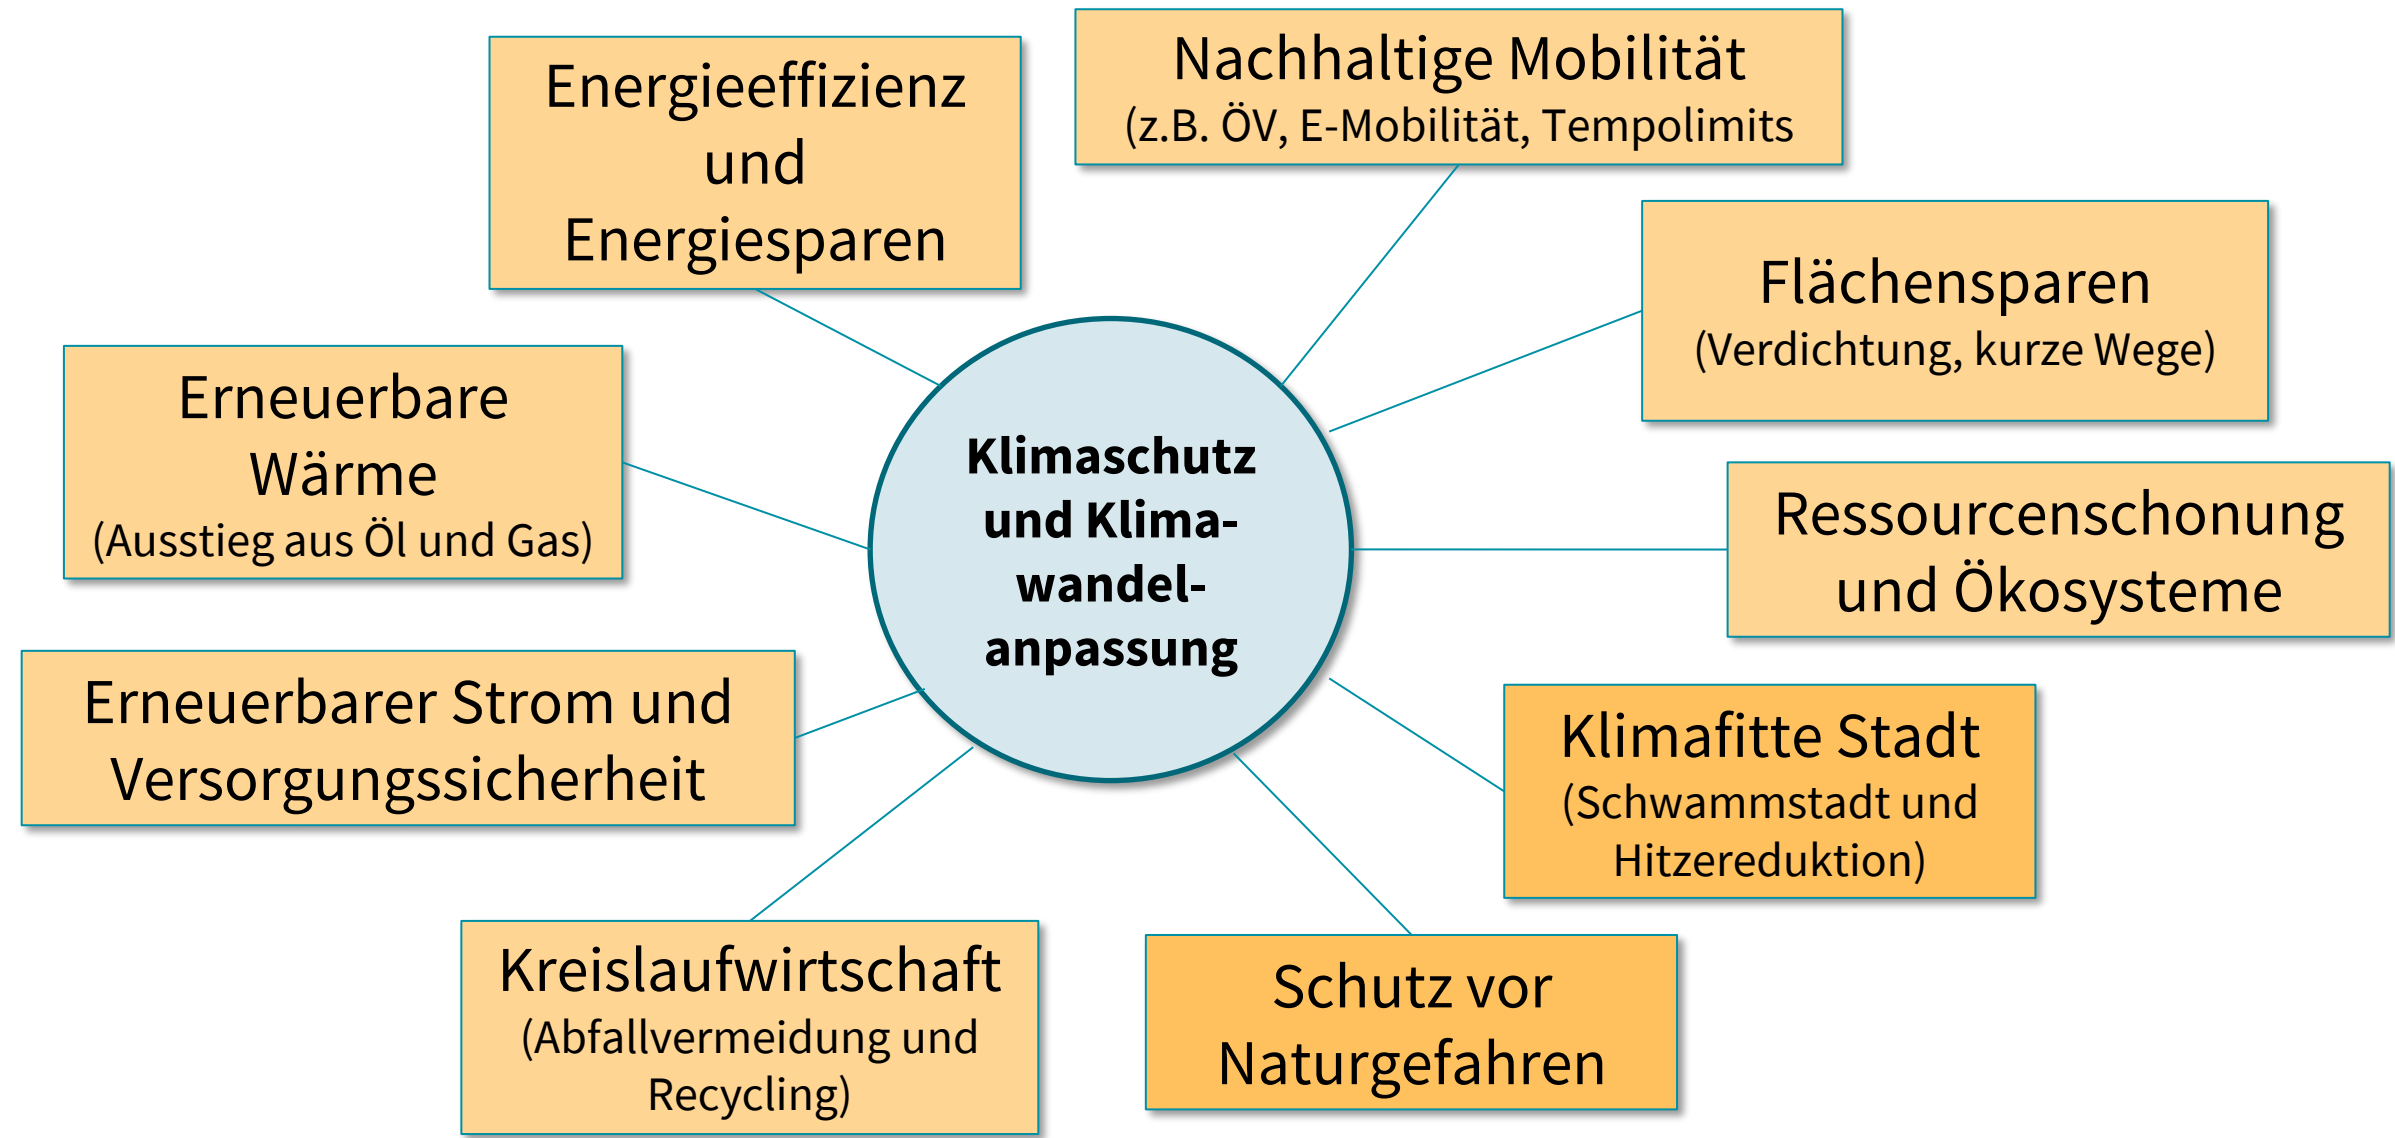 Energieeffizienz
und
Energiesparen
Nachhaltige Mobilität
(z.B. ÖV, E-Mobilität, Tempolimits
Flächensparen
(Verdichtung, kurze Wege)
Erneuerbare
Wärme
(Ausstieg aus Öl und Gas)
Klimaschutz
und Klima-
wandel-
anpassung
Ressourcenschonung
und Ökosysteme
Erneuerbarer Strom und
Versorgungssicherheit
Klimafitte Stadt
(Schwammstadt und
Hitzereduktion)
Kreislaufwirtschaft
(Abfallvermeidung und
Recycling)
Schutz vor
Naturgefahren